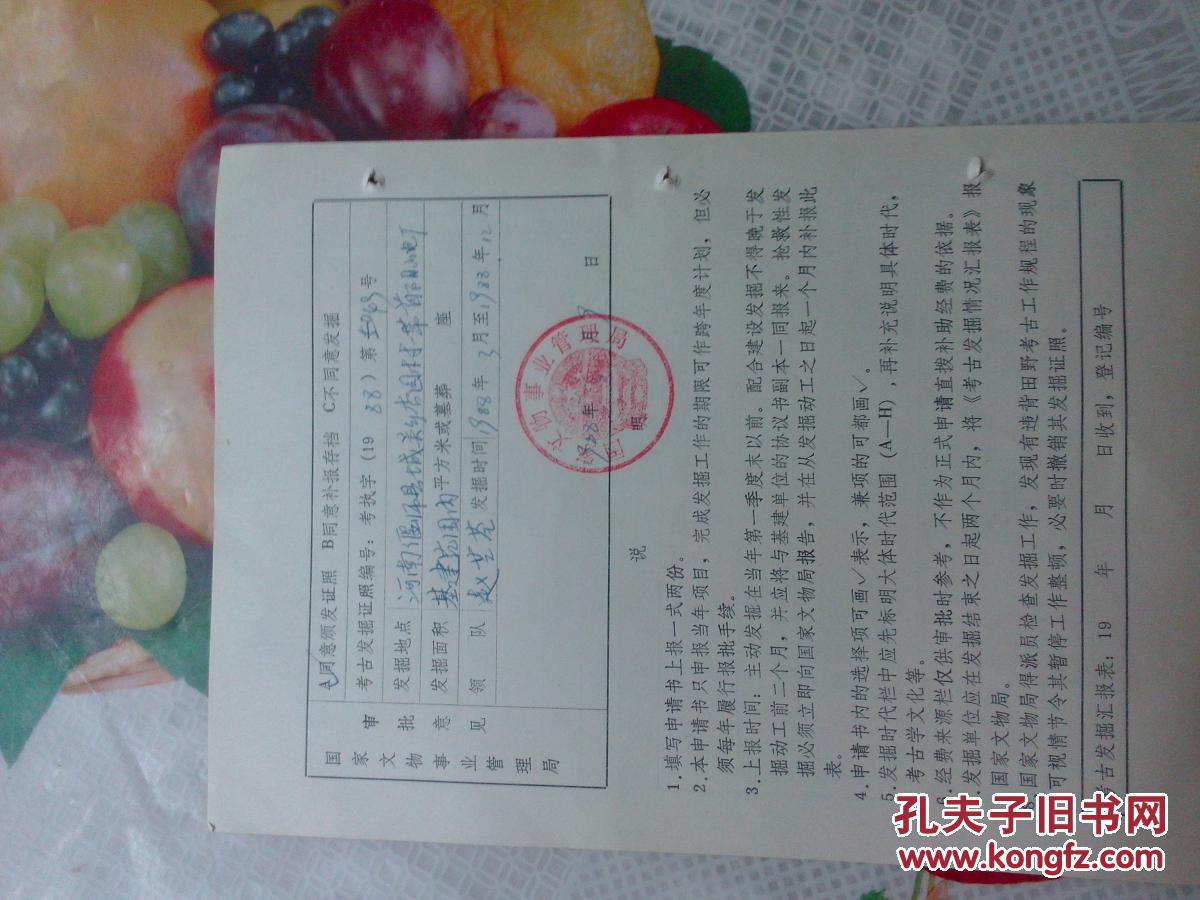 国家文物事业管理局
审批意见
A同意颁发证照 B同意补报存档 C不同意发掘
考古发掘证照编号：考执字（1988）第 号
发掘地点 河南偃师县城关乡杏园村华 阳电厂
发掘面积 基建范围内 平方米或墓葬 座
领队 赵芝荃 发掘时间 1988年3月至1988年12月
1988年 月 日
说明
1.填写申请书上报一式两份。
2.本申请书只申报当年项目，完成发掘工作的期限可作跨年度计划，但必
须每年履行报批手续。
3.上报时间：主动发掘在当年第一季度末以前。配合建设发掘不得晚于发
掘动工前二个月，并应将与基建单位的协议书副本一同报来。抢救性发
掘必须立即向国家文物局报告，并在从发掘动工之日起一个月内补报此
表。
4.申请书内的选择项可画✓表示，兼项的可都画✓。
5.发掘时代栏中应先标明大体时代范围（A—H），再补充说明具体时代，
考古学文化等。
6.经费来源栏仅供审批时参考，不作为正式申请直拨补助经费的依据。
.发掘单位应在发掘结束之日起两个月内，将《考古发掘情况汇报表》报
国家文物局。
国家文物局得派员检查发掘工作，发现有违背田野考古工作规程的现象
可视情节令其暂停工作整顿，必要时撤销其发掘证照。
考古发掘汇报表：19 年 月 日收到，登记编号
孔夫子旧书网
www.kongfz.com